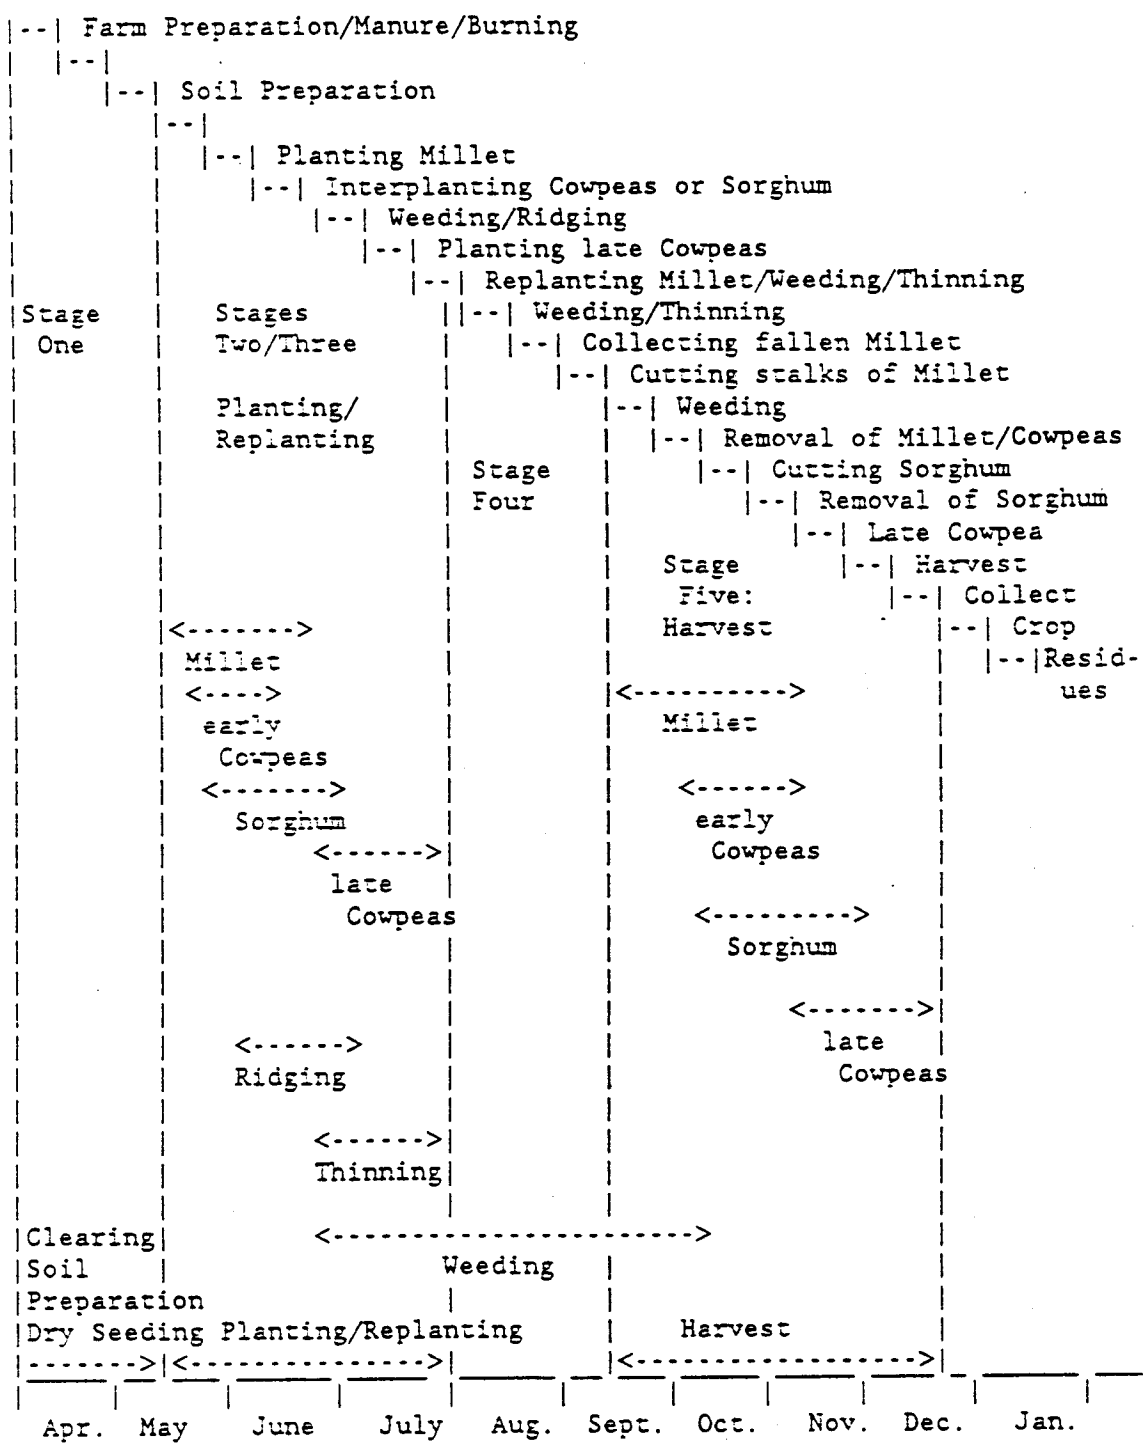 Farm Preparation/Manure/Burning
Soil Preparation
Planting Millet
Interplanting Cowpeas or Sorghum
Weeding/Ridging
Planting late Cowpeas
Replanting Millet/Weeding/Thinning
Stage Stages Weeding/Thinning
One Two/Three Collecting fallen Millet
Cutting stalks of Millet
Planting/ Weeding
Replanting Removal of Millet/Cowpeas
Stage Cutting Sorghum
Four Removal of Sorghum
Late Cowpea
Stage Harvest
Five: Collect
Harvest Crop
Millet Resid-
ues
early Millet
Cowpeas
Sorghum early
Cowpeas
late
Cowpeas
Sorghum
late
Ridging Cowpeas
Thinning
Clearing
Soil Weeding
Preparation
Dry Seeding Planting/Replanting Harvest
Apr. May June July Aug. Sept. Oct. Nov. Dec. Jan.